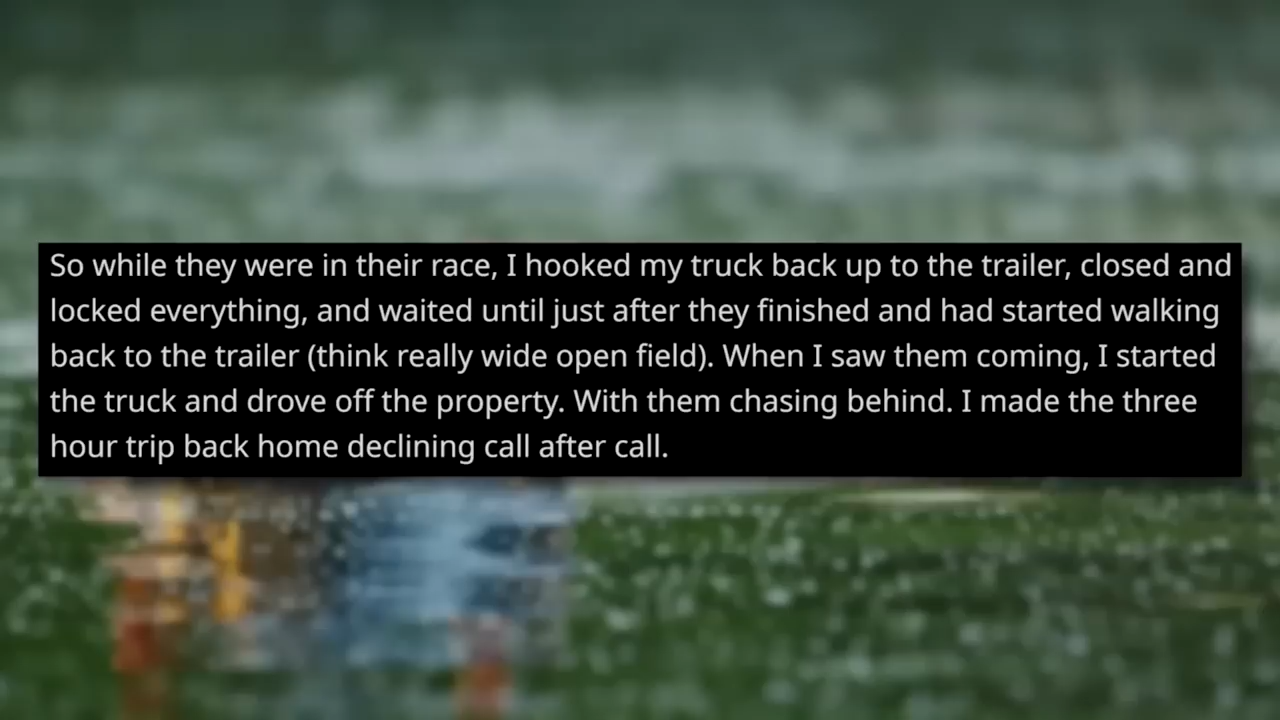 So while they were in their race, I hooked my truck back up to the trailer, closed and
locked everything, and waited until just after they finished and had started walking
back to the trailer (think really wide open field). When I saw them coming, I started
the truck and drove off the property. With them chasing behind. I made the three
hour trip back home declining call after call.